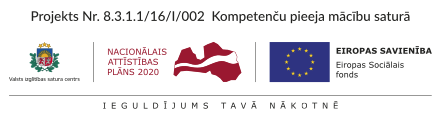 Projekts Nr. 8.3.1.1/16/I/002 Kompetenču pieeja mācību saturā
Valsts izglītības satura centrs
NACIONĀLAIS
ATTĪSTĪBAS
PLĀNS 2020
EIROPAS SAVIENĪBA
Eiropas Sociālais
fonds
IEGULDĪJUMS TAVĀ NĀKOTNĒ